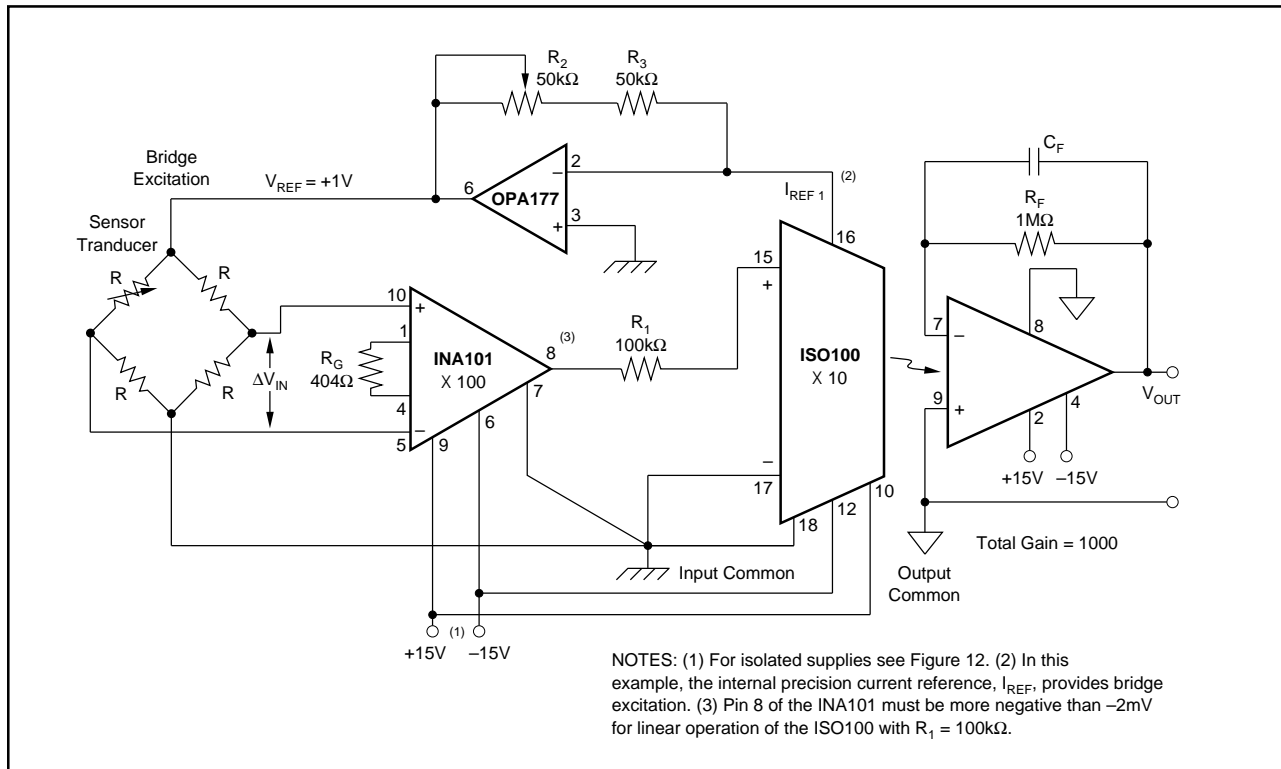 R2
50kΩ
R3
50kΩ
Bridge
Excitation
VREF = +1V
6
OPA177
2
–
3
+
IREF 1
(2)
16
CF
RF
1MΩ
Sensor
Tranducer
R
R
R
R
ΔVIN
10
+
1
RG
404Ω
4
–
5
INA101
X 100
9
6
7
8
(3)
R1
100kΩ
15
+
–
17
ISO100
X 10
18
12
10
7
–
8
9
+
2
4
+15V
–15V
VOUT
Input Common
Output
Common
Total Gain = 1000
+15V
(1)
–15V
NOTES: (1) For isolated supplies see Figure 12. (2) In this
example, the internal precision current reference, IREF, provides bridge
excitation. (3) Pin 8 of the INA101 must be more negative than –2mV
for linear operation of the ISO100 with R1 = 100kΩ.